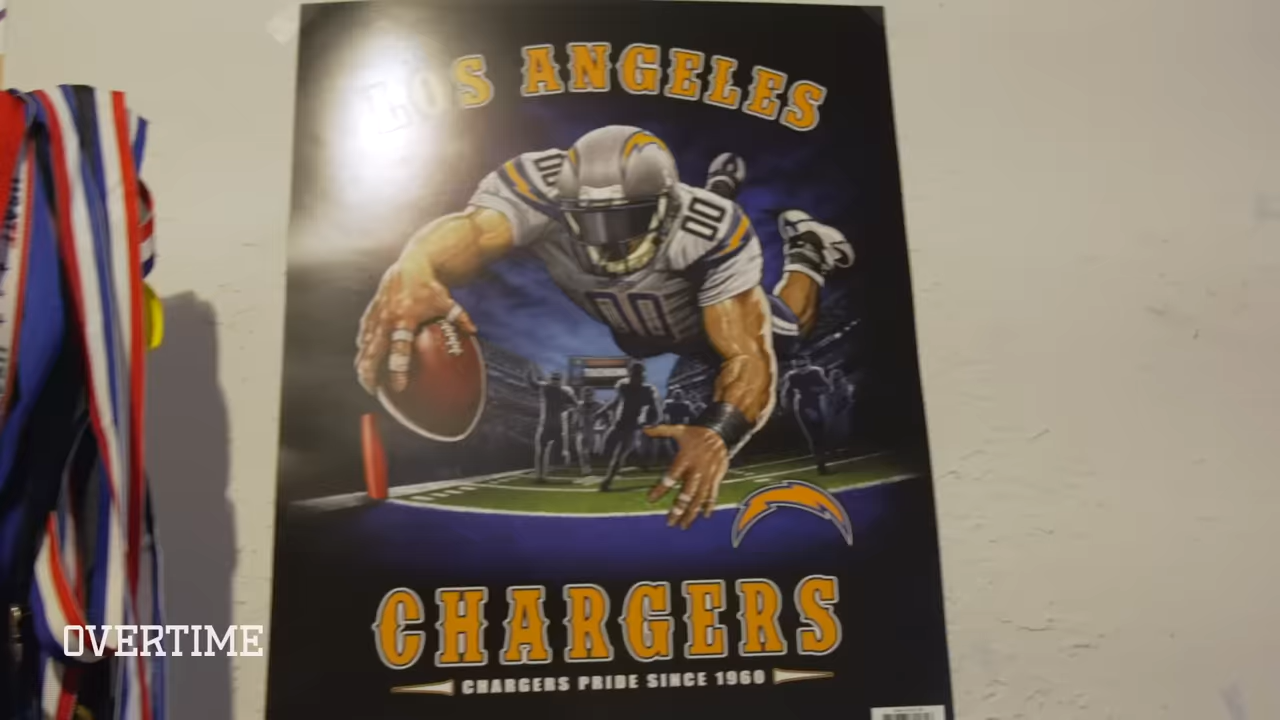 LOS ANGELES
00
00
00
CHARGERS
CHARGERS PRIDE SINCE 1960
OVERTIME